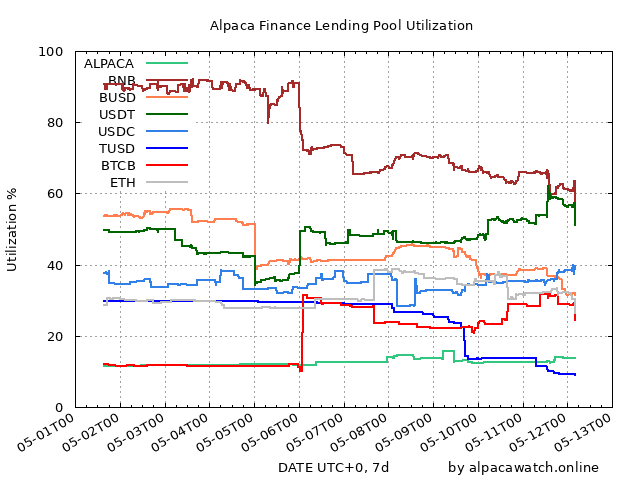 Alpaca Finance Lending Pool Utilization
100
80
60
40
20
0
Utilization %
ALPACA
BNB
BUSD
USDT
USDC
TUSD
BTCB
ETH
05-01T00
05-02T00
05-03T00
05-04T00
05-05T00
05-06T00
05-07T00
05-08T00
05-09T00
05-10T00
05-11T00
05-12T00
05-13T00
DATE UTC+0, 7d
by alpacawatch.online